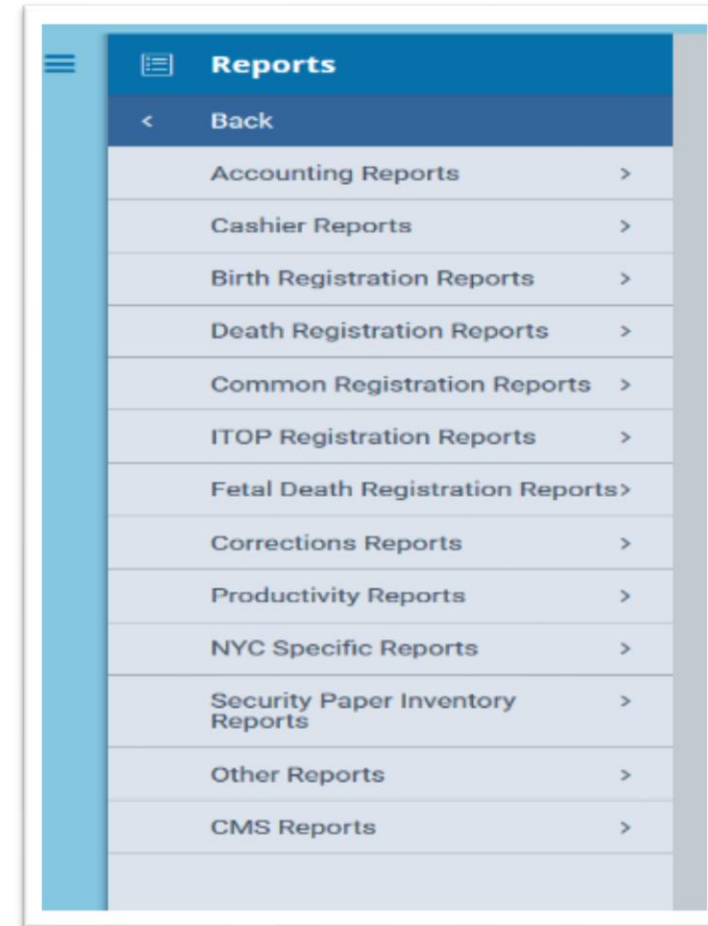 Reports
< Back
Accounting Reports >
Cashier Reports >
Birth Registration Reports >
Death Registration Reports >
Common Registration Reports >
ITOP Registration Reports >
Fetal Death Registration Reports>
Corrections Reports >
Productivity Reports >
NYC Specific Reports >
Security Paper Inventory >
Reports
Other Reports >
CMS Reports >